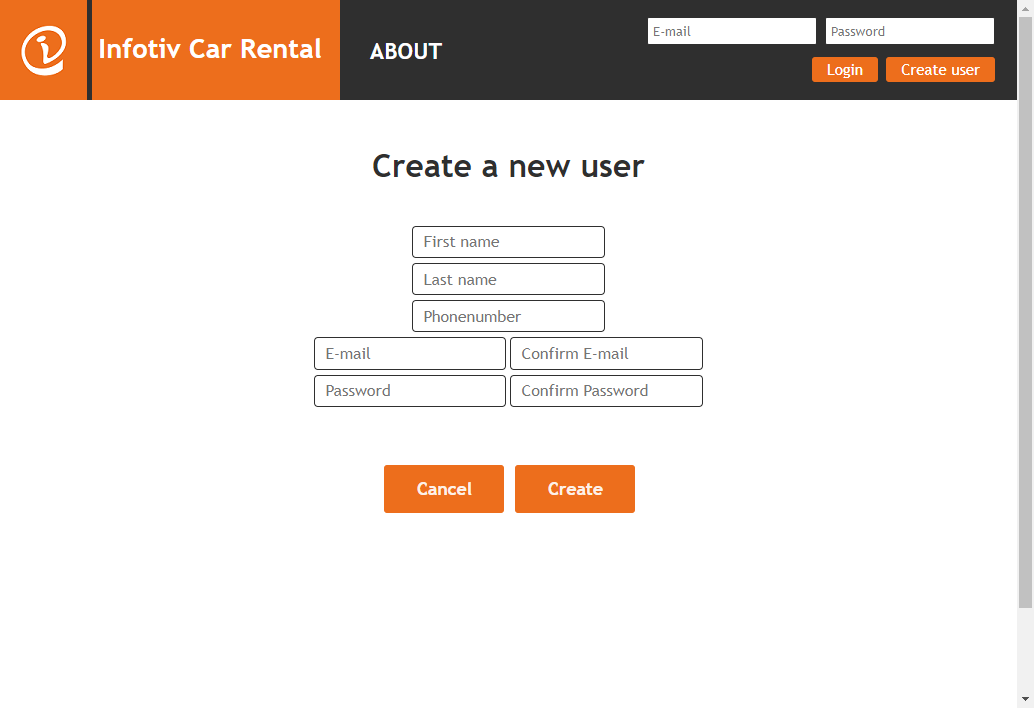 Infotiv Car Rental
ABOUT
E-mail Password
Login Create user
Create a new user
First name
Last name
Phonenumber
E-mail Confirm E-mail
Password Confirm Password
Cancel Create